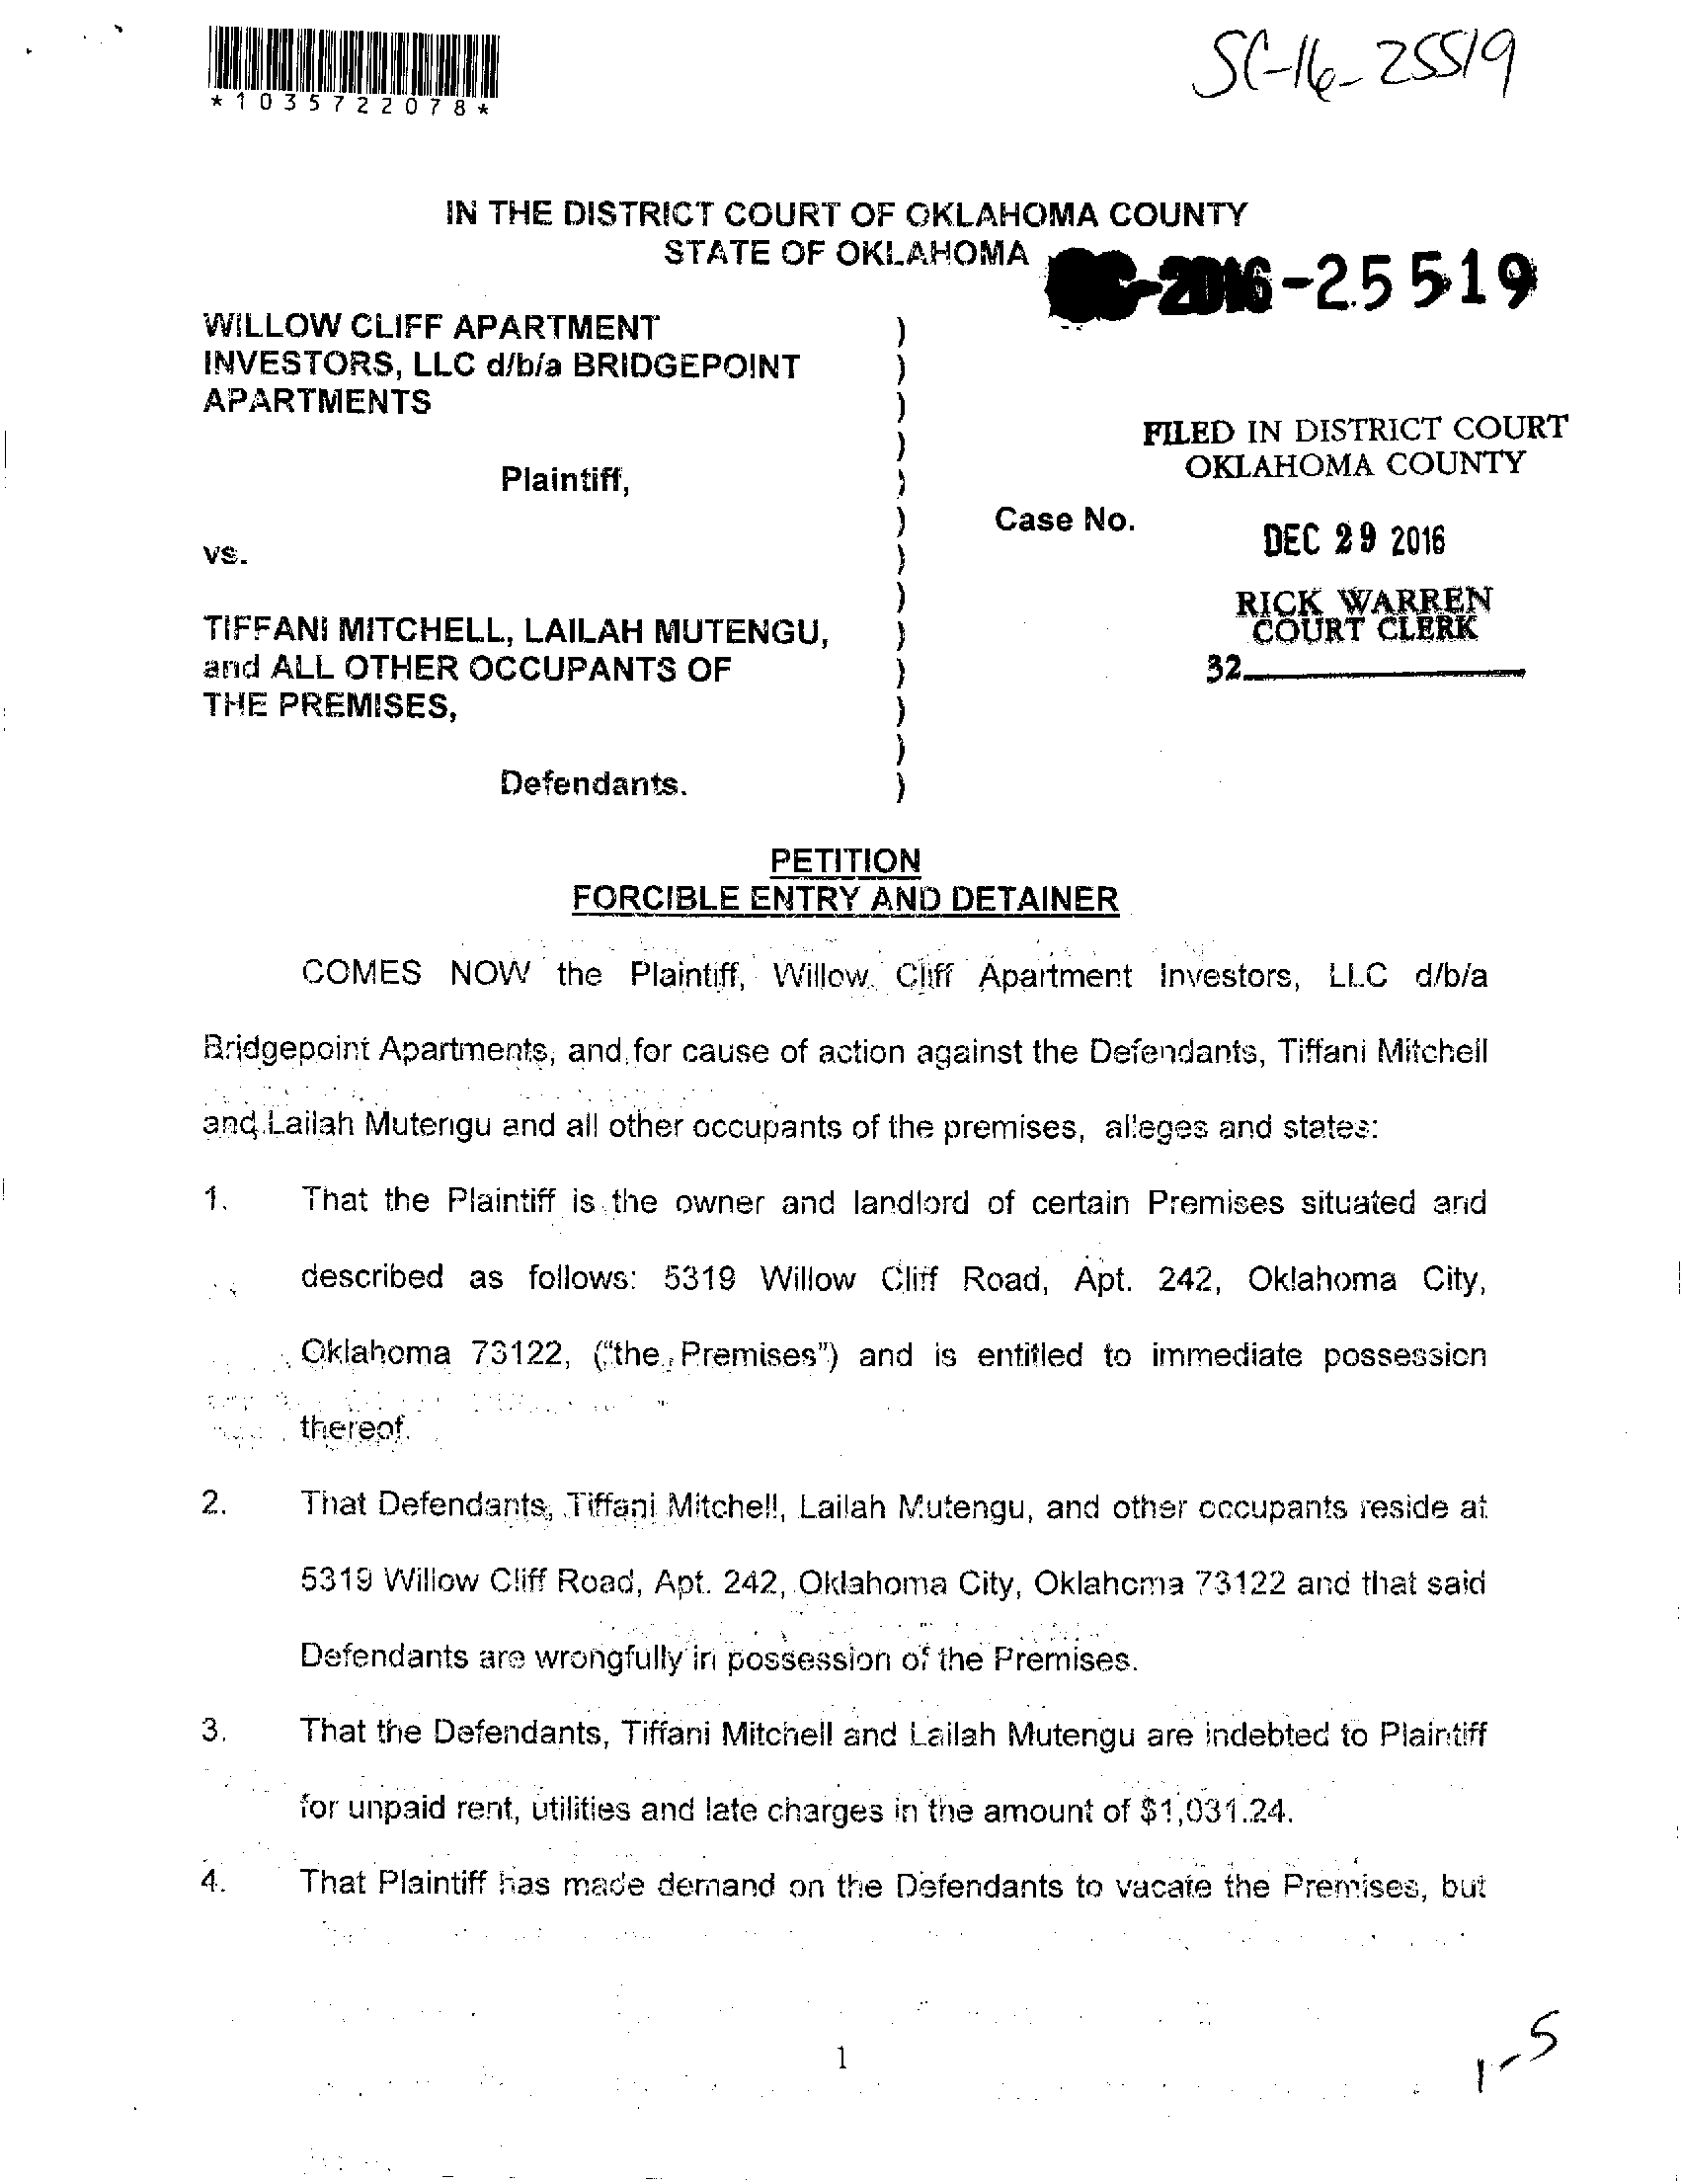 SC-16-25519
*1035722078*
IN THE DISTRICT COURT OF OKLAHOMA COUNTY
STATE OF OKLAHOMA
-2016-25519
WILLOW CLIFF APARTMENT )
INVESTORS, LLC d/b/a BRIDGEPOINT )
APARTMENTS )
)
FILED IN DISTRICT COURT
OKLAHOMA COUNTY
Plaintiff, )
) Case No.
DEC 29 2016
vs. )
)
RICK WARREN
COURT CLERK
TIFFANI MITCHELL, LAILAH MUTENGU, )
and ALL OTHER OCCUPANTS OF )
32
THE PREMISES, )
)
Defendants. )
PETITION
FORCIBLE ENTRY AND DETAINER
COMES NOW the Plaintiff, Willow Cliff Apartment Investors, LLC d/b/a
Bridgepoint Apartments, and for cause of action against the Defendants, Tiffani Mitchell
and Lailah Mutengu and all other occupants of the premises, alleges and states:
1. That the Plaintiff is the owner and landlord of certain Premises situated and
described as follows: 5319 Willow Cliff Road, Apt. 242, Oklahoma City,
Oklahoma 73122, ("the Premises") and is entitled to immediate possession
thereof.
2. That Defendants, Tiffani Mitchell, Lailah Mutengu, and other occupants reside at
5319 Willow Cliff Road, Apt. 242, Oklahoma City, Oklahoma 73122 and that said
Defendants are wrongfully in possession of the Premises.
3. That the Defendants, Tiffani Mitchell and Lailah Mutengu are indebted to Plaintiff
for unpaid rent, utilities and late charges in the amount of $1,031.24.
4. That Plaintiff has made demand on the Defendants to vacate the Premises, but
1
1-5